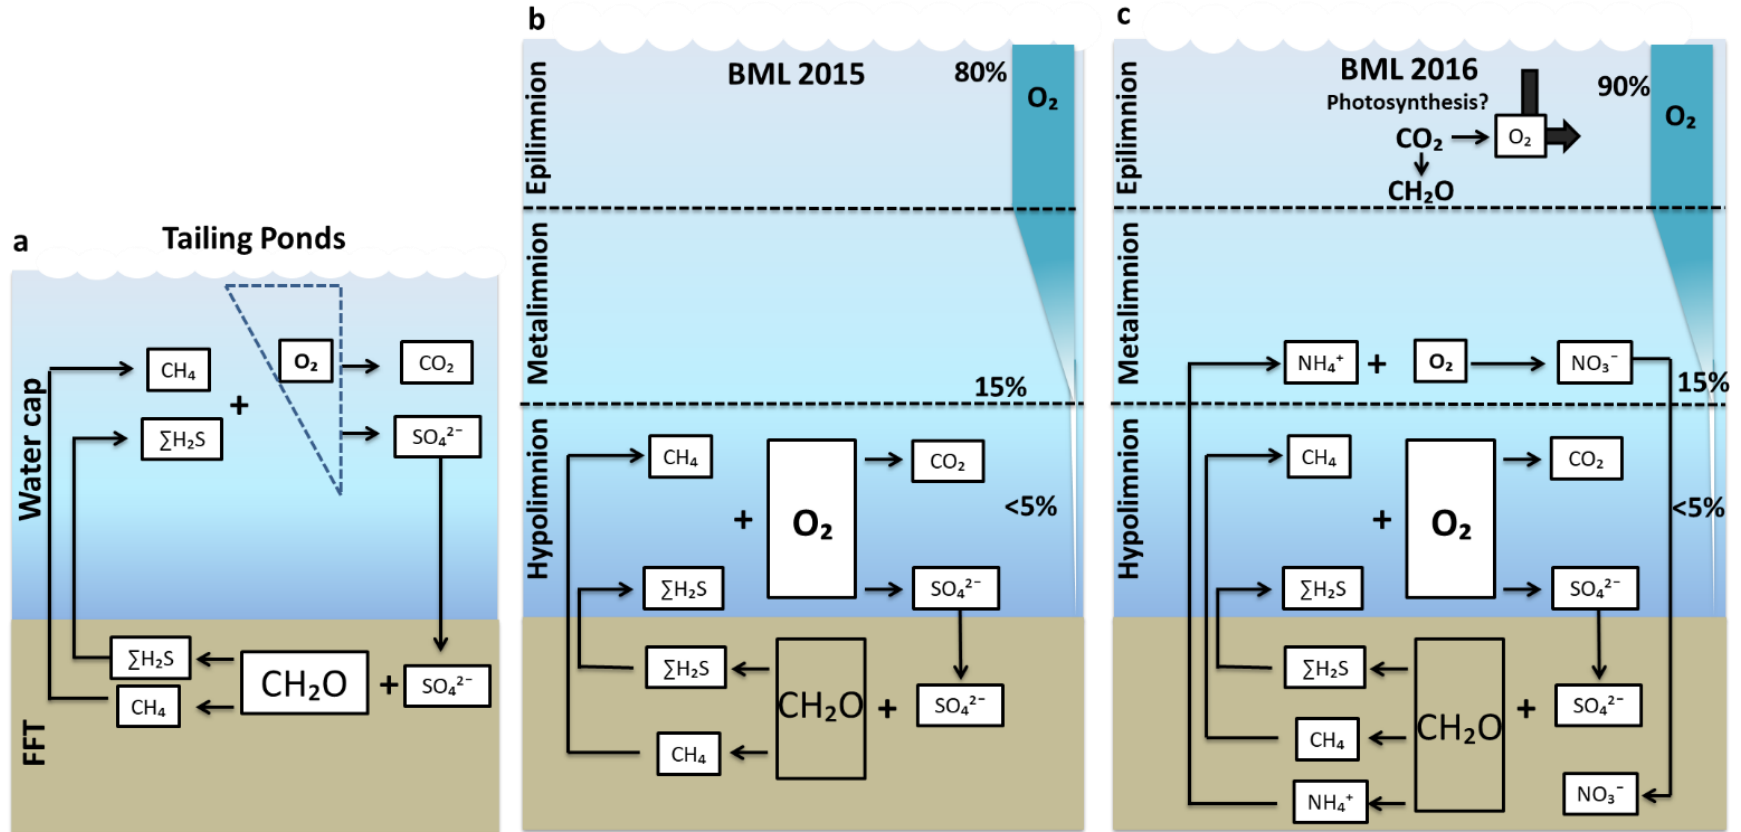 a
Tailing Ponds
Water cap
FFT
CH₄
∑H₂S
+
O₂
CO₂
SO₄²⁻
∑H₂S
CH₄
CH₂O
+
SO₄²⁻
b
BML 2015
Epilimnion
Metalimnion
Hypolimnion
80%
O₂
15%
<5%
CH₄
+
O₂
CO₂
∑H₂S
SO₄²⁻
∑H₂S
CH₂O
+
SO₄²⁻
CH₄
c
BML 2016
Photosynthesis?
Epilimnion
Metalimnion
Hypolimnion
CO₂
O₂
CH₂O
90%
O₂
NH₄⁺
+
O₂
NO₃⁻
15%
CH₄
+
O₂
CO₂
<5%
∑H₂S
SO₄²⁻
∑H₂S
CH₂O
+
SO₄²⁻
CH₄
NH₄⁺
NO₃⁻